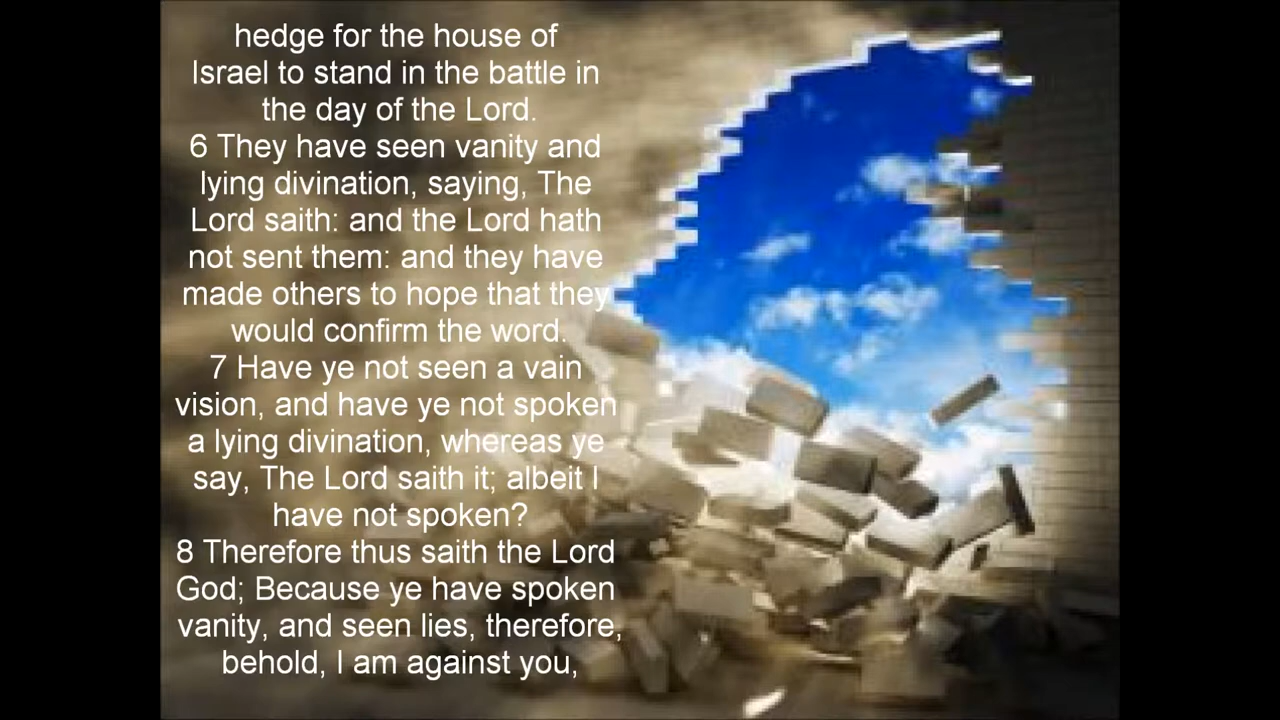 hedge for the house of
Israel to stand in the battle in
the day of the Lord.
6 They have seen vanity and
lying divination, saying, The
Lord saith: and the Lord hath
not sent them: and they have
made others to hope that they
would confirm the word.
7 Have ye not seen a vain
vision, and have ye not spoken
a lying divination, whereas ye
say, The Lord saith it; albeit I
have not spoken?
8 Therefore thus saith the Lord
God; Because ye have spoken
vanity, and seen lies, therefore,
behold, I am against you,